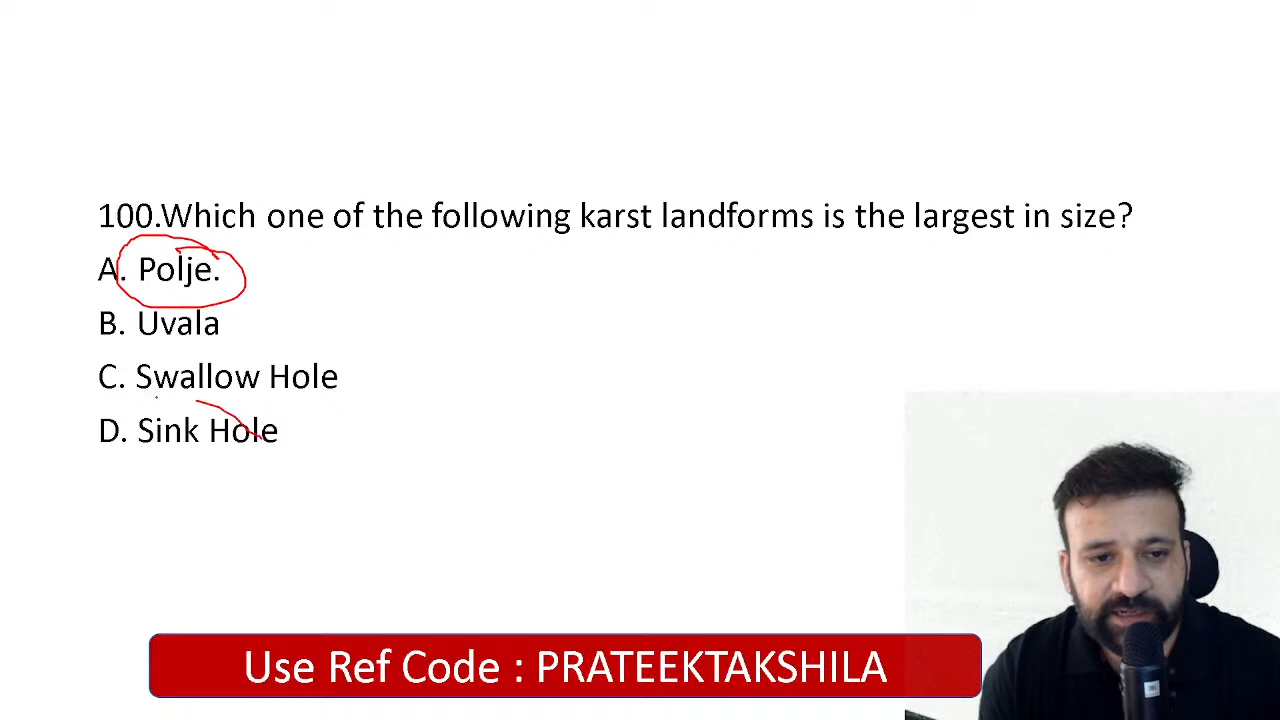 100.Which one of the following karst landforms is the largest in size?
A. Polje.
B. Uvala
C. Swallow Hole
D. Sink Hole
Use Ref Code : PRATEEKTAKSHILA